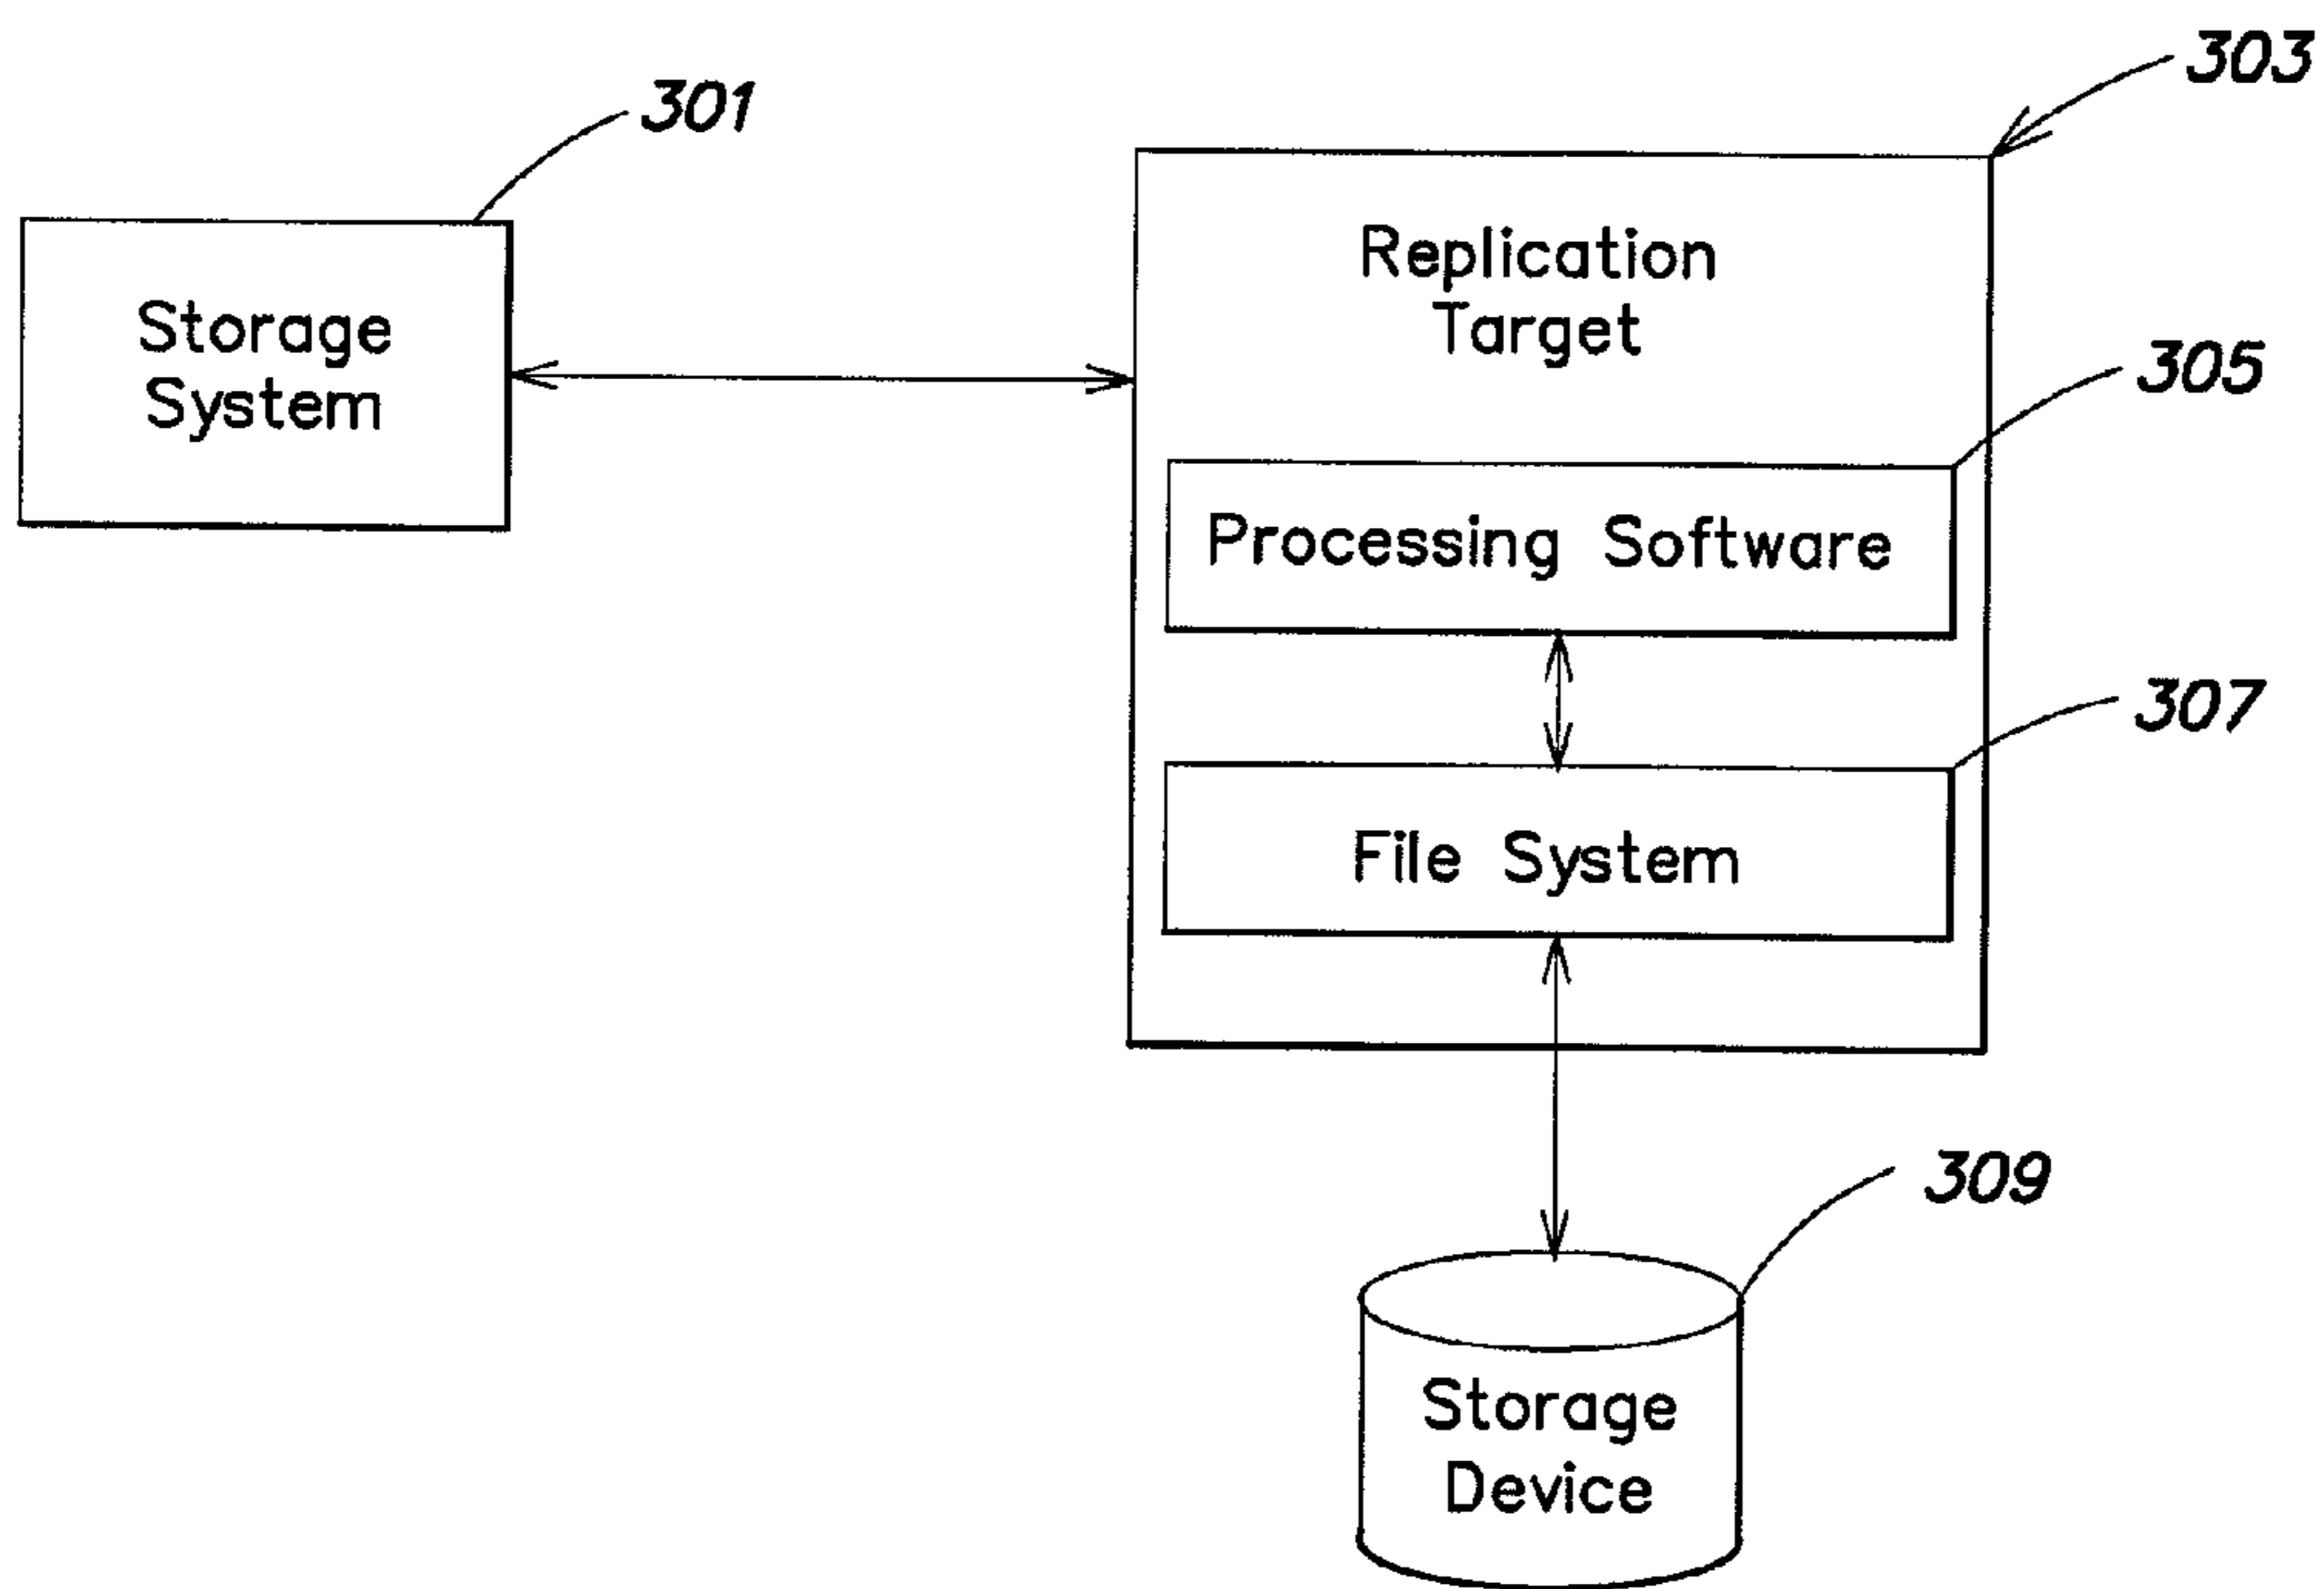 303
301
Replication
Target
Storage
System
305
Processing Software
307
File System
309
Storage
Device